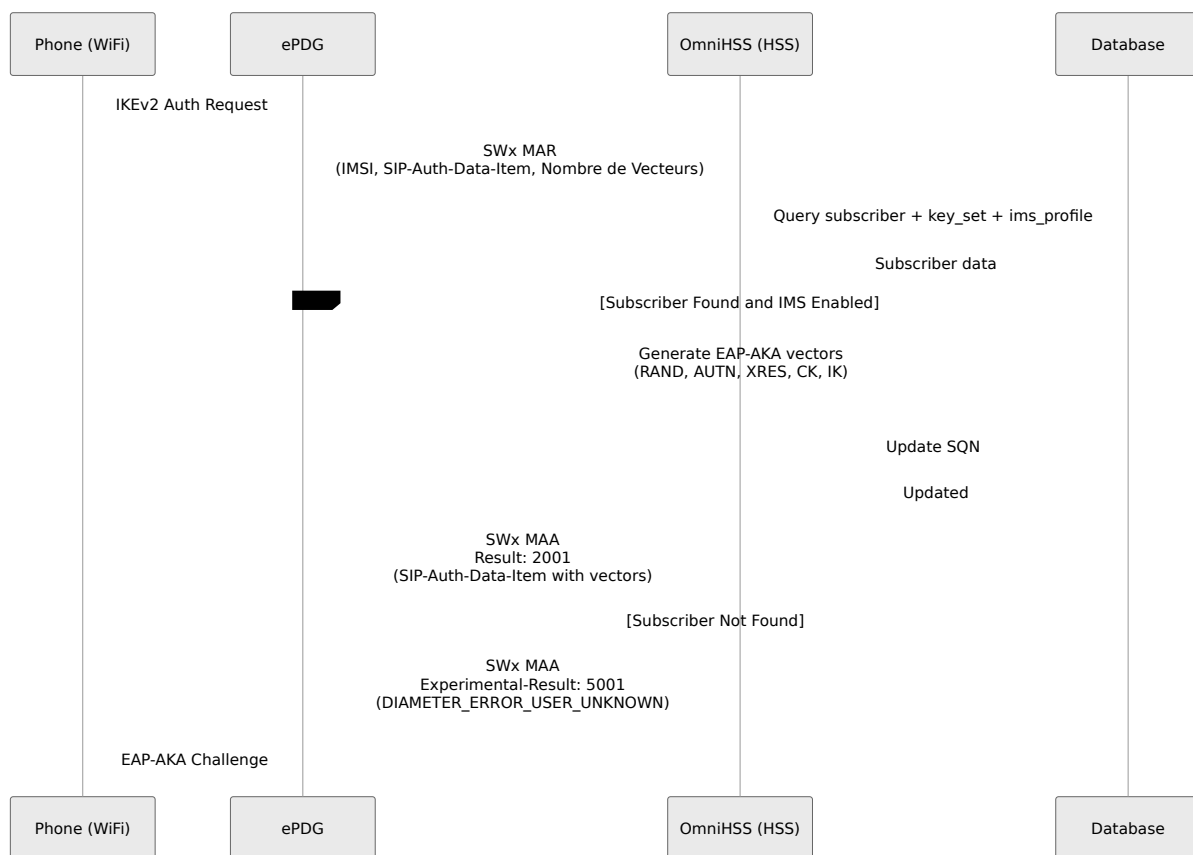 Phone (WiFi)
ePDG
OmniHSS (HSS)
Database
IKEv2 Auth Request
SWx MAR
(IMSI, SIP-Auth-Data-Item, Nombre de Vecteurs)
Query subscriber + key_set + ims_profile
Subscriber data
[Subscriber Found and IMS Enabled]
Generate EAP-AKA vectors
(RAND, AUTN, XRES, CK, IK)
Update SQN
Updated
SWx MAA
Result: 2001
(SIP-Auth-Data-Item with vectors)
[Subscriber Not Found]
SWx MAA
Experimental-Result: 5001
(DIAMETER_ERROR_USER_UNKNOWN)
EAP-AKA Challenge
Phone (WiFi)
ePDG
OmniHSS (HSS)
Database